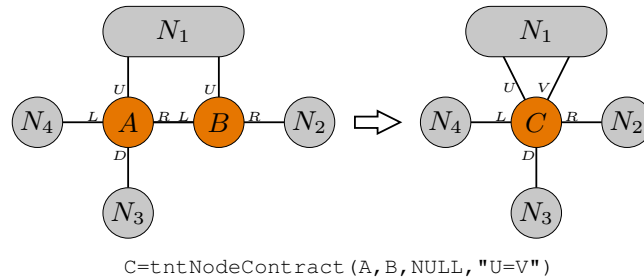 N1 N1
U U U V
N4 L A R L B R N2 N4 L C R N2
D D
N3 N3
C=tntNodeContract(A,B,NULL,"U=V")